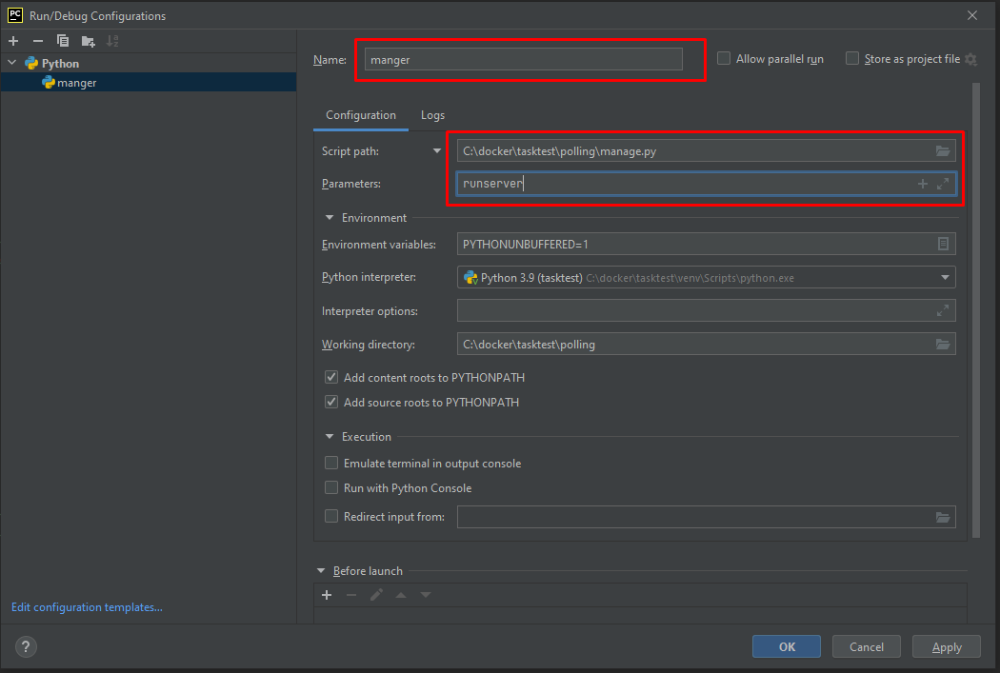 PC Run/Debug Configurations
Python
manger
Edit configuration templates...
Name: manger Allow parallel run Store as project file
Configuration Logs
Script path: C:\docker\tasktest\polling\manage.py
Parameters: runserver
Environment
Environment variables: PYTHONUNBUFFERED=1
Python interpreter: Python 3.9 (tasktest) C:\docker\tasktest\venv\Scripts\python.exe
Interpreter options:
Working directory: C:\docker\tasktest\polling
Add content roots to PYTHONPATH
Add source roots to PYTHONPATH
Execution
Emulate terminal in output console
Run with Python Console
Redirect input from:
Before launch
? OK Cancel Apply